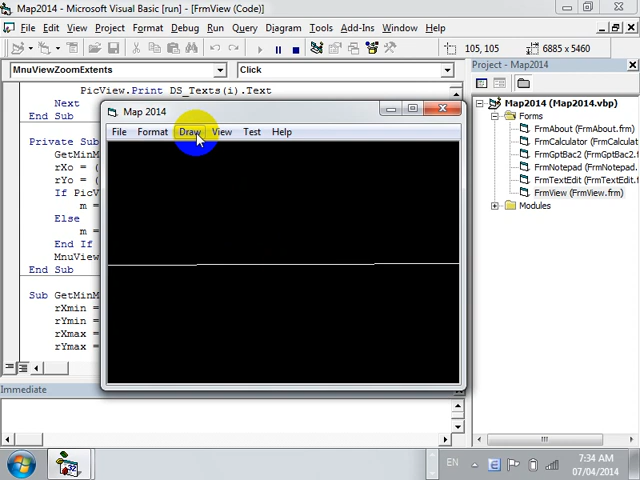 Map2014 - Microsoft Visual Basic [run] - [FrmView (Code)]
File Edit View Project Format Debug Run Query Diagram Tools Add-Ins Window Help
105, 105
6885 x 5460
MnuViewZoomExtents
Click
PicView.Print DS_Texts(i).Text
Next
End Sub
Private Sub
GetMinM
rXo = (
rYo = (
If PicV
m =
Else
m =
End If
MnuView
End Sub
Sub GetMinM
rXmin =
rYmin =
rXmax =
rYmax =
Map 2014
File Format Draw View Test Help
Project - Map2014
Map2014 (Map2014.vbp)
Forms
FrmAbout (FrmAbout.frm)
FrmCalculator (FrmCalculat
FrmGptBac2 (FrmGptBac2.
FrmNotepad (FrmNotepad.
FrmTextEdit (FrmTextEdit.
FrmView (FrmView.frm)
Modules
Immediate
EN
7:34 AM
07/04/2014